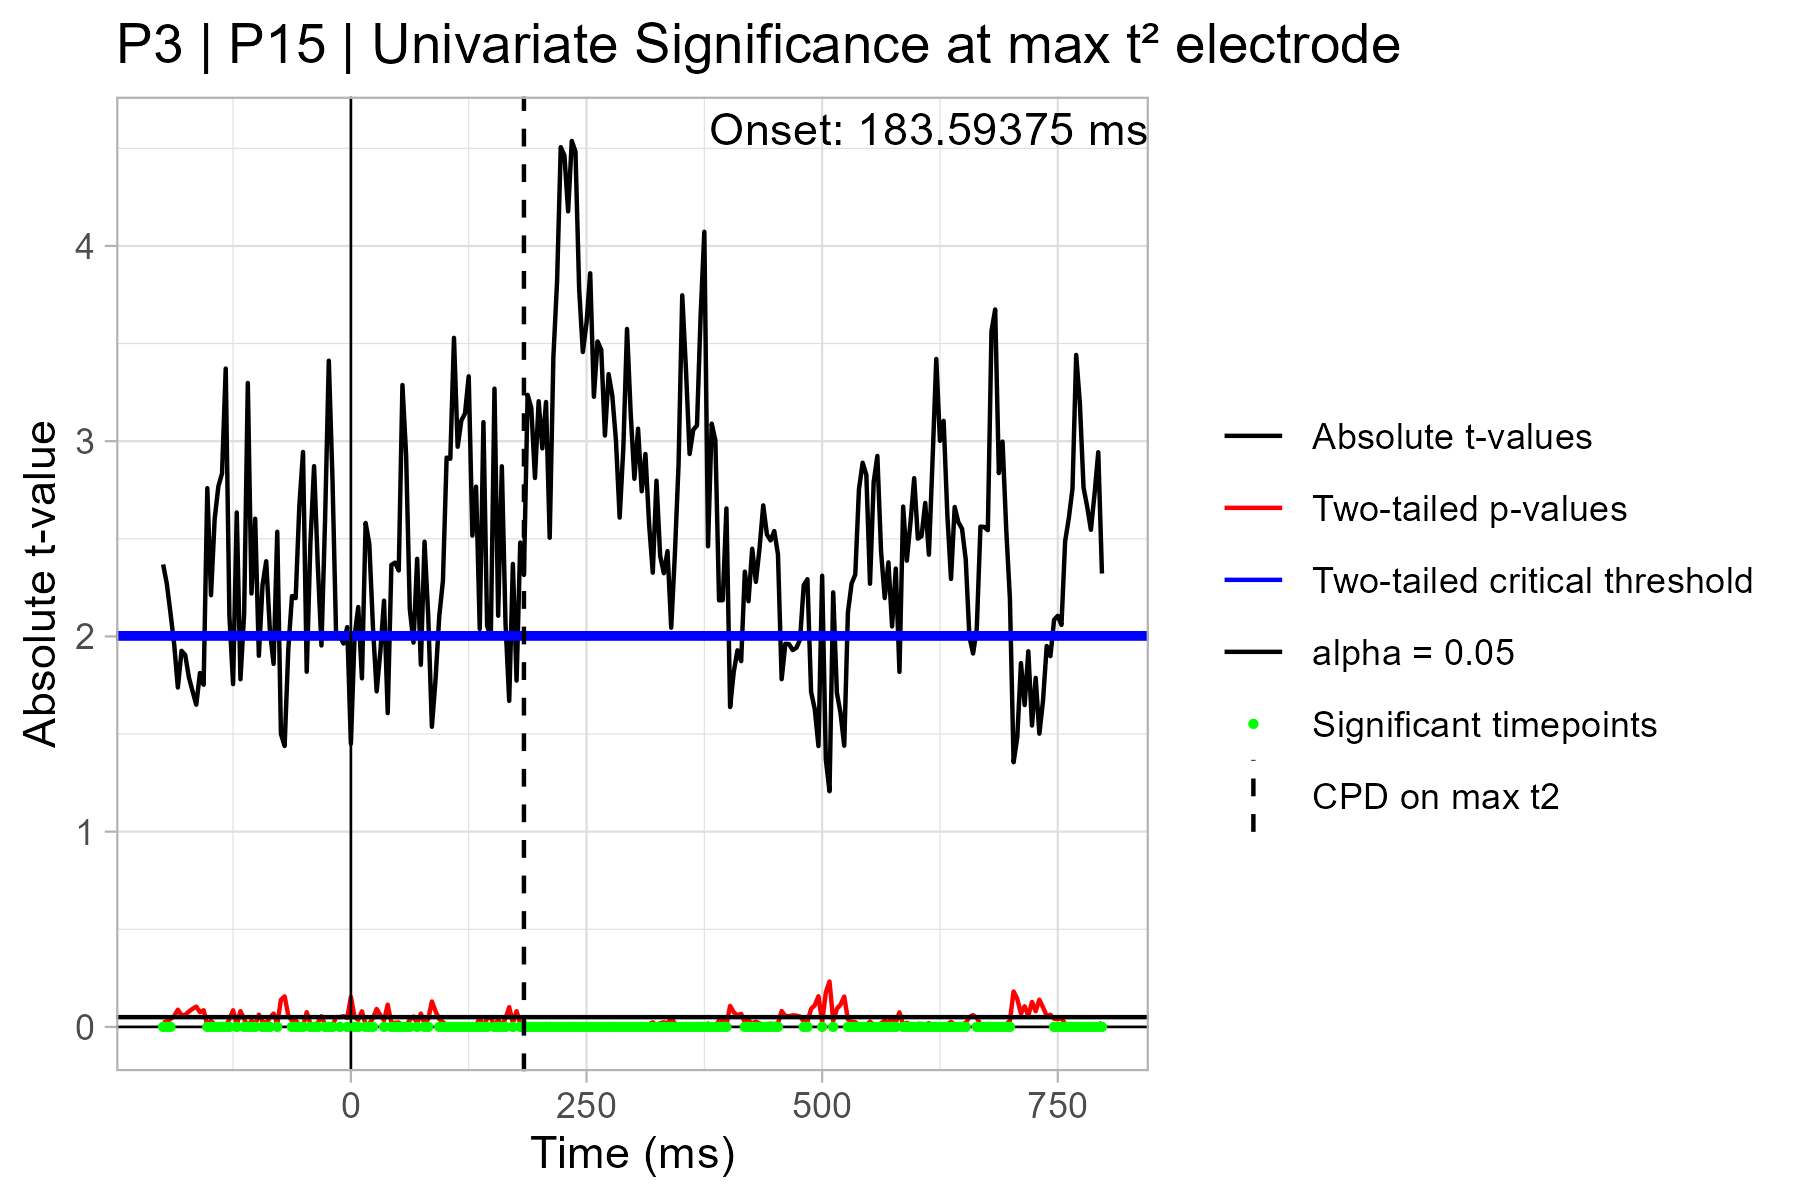 P3 | P15 | Univariate Significance at max t² electrode
Onset: 183.59375 ms
Absolute t-value
4
3
2
1
0
0 250 500 750
Time (ms)
Absolute t-values
Two-tailed p-values
Two-tailed critical threshold
alpha = 0.05
Significant timepoints
CPD on max t2